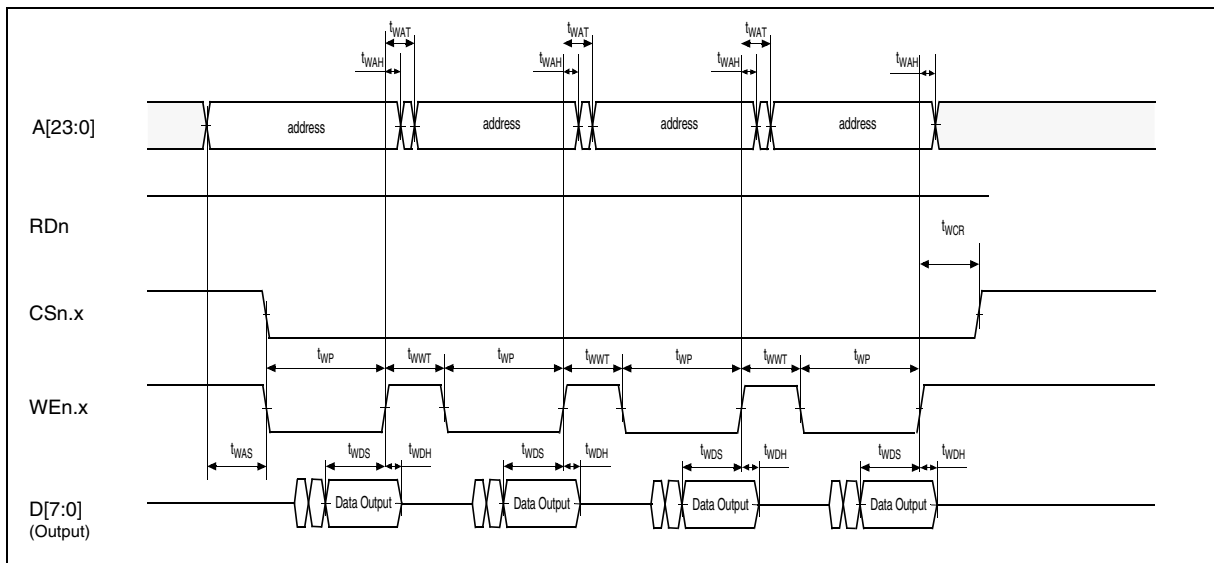 tWAT tWAT tWAT
tWAH tWAH tWAH tWAH
A[23:0] address address address address
RDn
tWCR
CSn.x
tWP tWWT tWP tWWT tWP tWWT tWP
WEn.x
tWAS tWDS tWDH tWDS tWDH tWDS tWDH tWDS tWDH
D[7:0] Data Output Data Output Data Output Data Output
(Output)